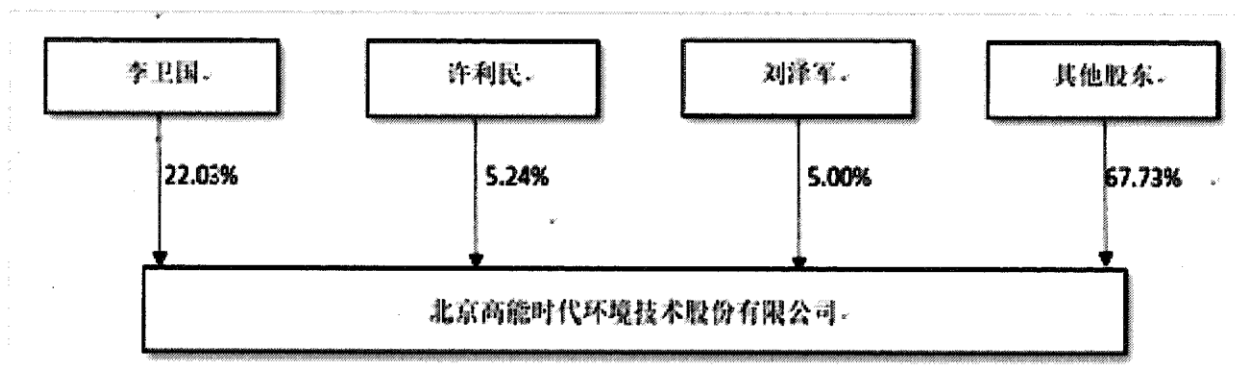 李卫国
许利民
刘泽军
其他股东
22.03%
5.24%
5.00%
67.73%
北京高能时代环境技术股份有限公司